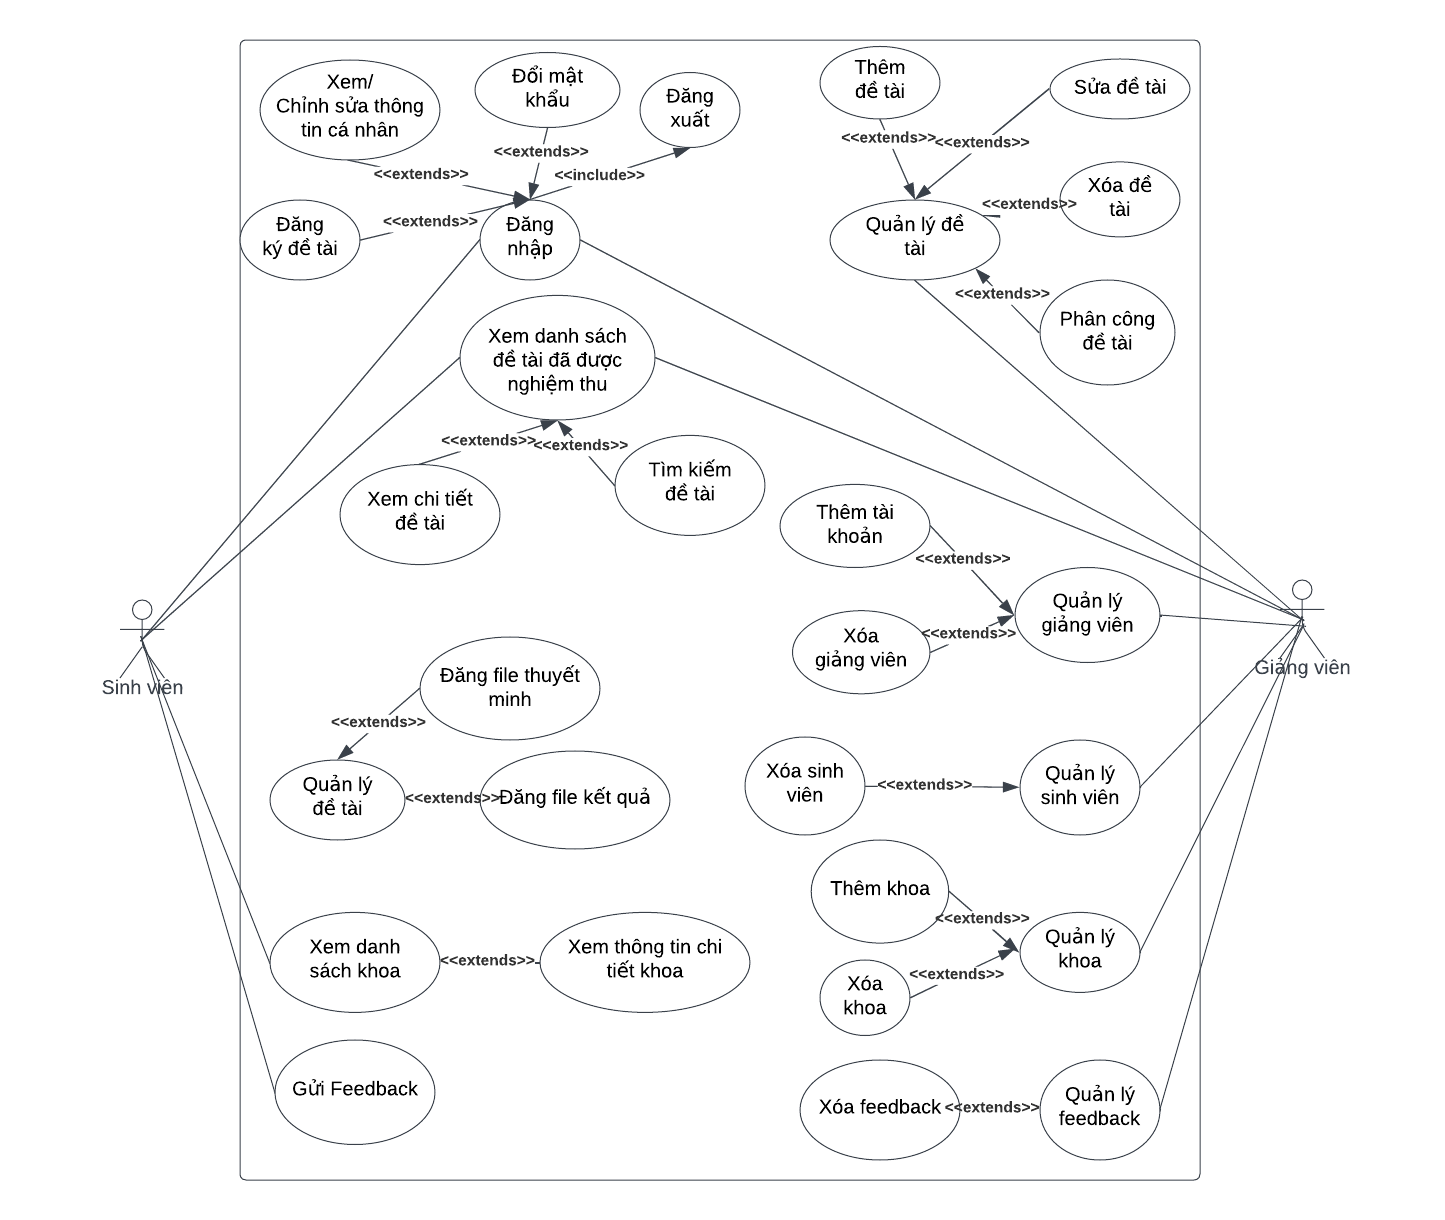 Xem/
Chỉnh sửa thông
tin cá nhân
Đổi mật
khẩu
Đăng
xuất
Thêm
đề tài
Sửa đề tài
<<extends>>
<<extends>>
<<include>>
<<extends>>
<<extends>>
Đăng
ký đề tài
<<extends>>
Đăng
nhập
Quản lý đề
tài
<<extends>>
Xóa đề
tài
<<extends>>
Phân công
đề tài
Xem danh sách
đề tài đã được
nghiệm thu
<<extends>>
<<extends>>
Xem chi tiết
đề tài
Tìm kiếm
đề tài
Thêm tài
khoản
<<extends>>
Quản lý
giảng viên
Xóa
giảng viên
<<extends>>
Sinh viên
Giảng viên
Đăng file thuyết
minh
<<extends>>
Quản lý
đề tài
<<extends>>
Đăng file kết quả
Xóa sinh
viên
<<extends>>
Quản lý
sinh viên
Thêm khoa
<<extends>>
Quản lý
khoa
Xóa
khoa
<<extends>>
Xem danh
sách khoa
<<extends>>
Xem thông tin chi
tiết khoa
Gửi Feedback
Xóa feedback
<<extends>>
Quản lý
feedback